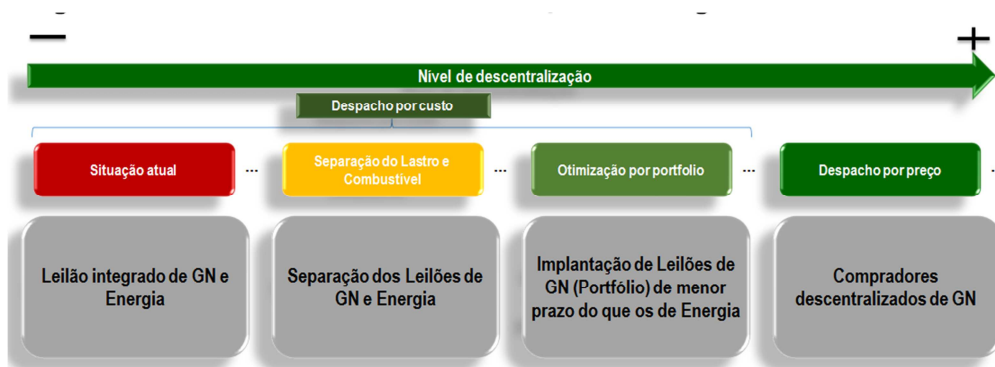 Nível de descentralização
Despacho por custo
Situação atual
...
Separação do Lastro e
Combustível
...
Otimização por portfolio
...
Despacho por preço
Leilão integrado de GN e
Energia
Separação dos Leilões de
GN e Energia
Implantação de Leilões de
GN (Portfólio) de menor
prazo do que os de Energia
Compradores
descentralizados de GN